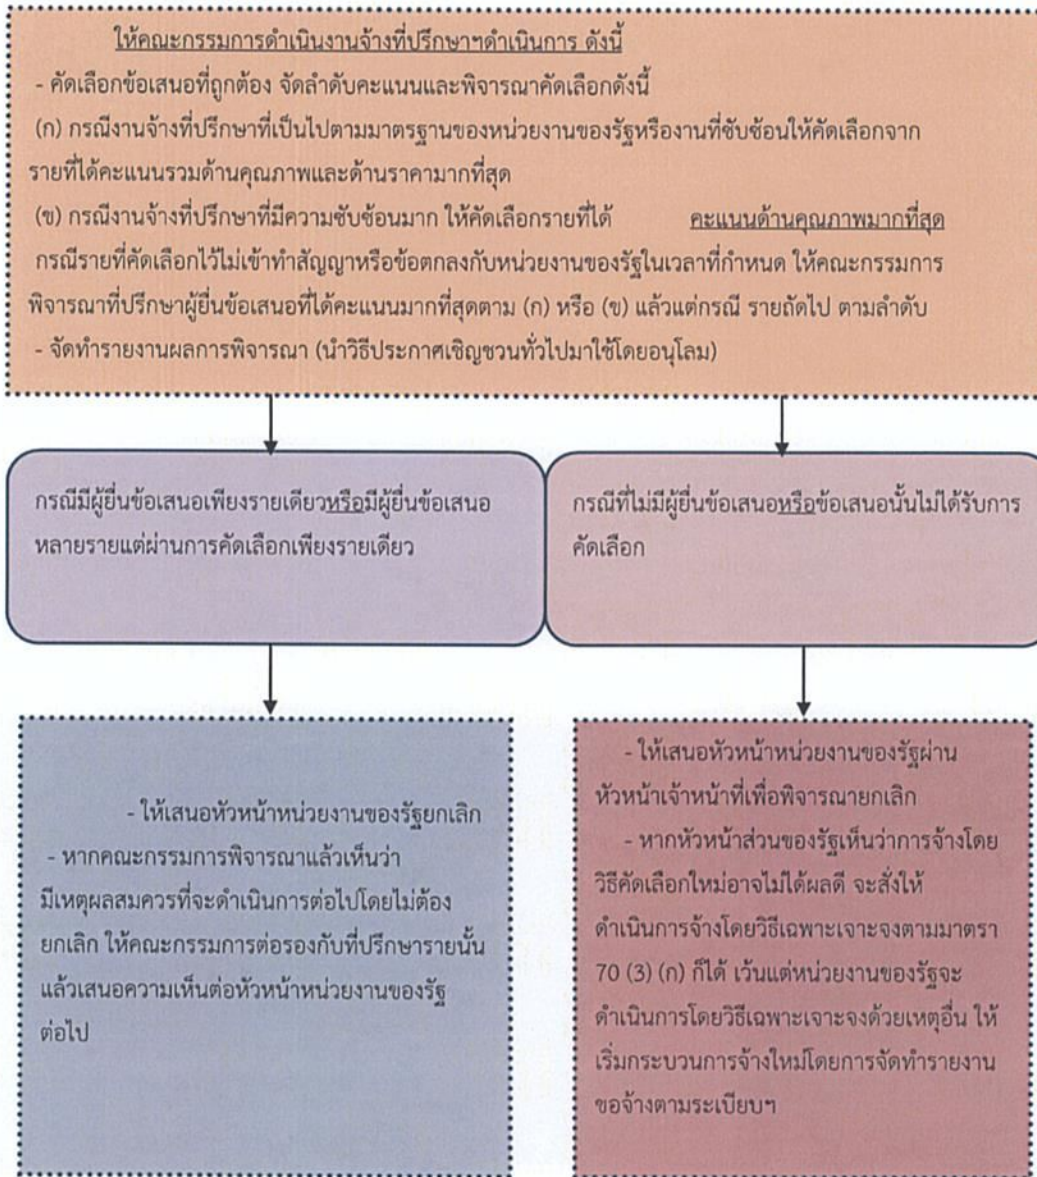 ให้คณะกรรมการดำเนินงานจ้างที่ปรึกษาฯดำเนินการ ดังนี้
- คัดเลือกข้อเสนอที่ถูกต้อง จัดลำดับคะแนนและพิจารณาคัดเลือกดังนี้
(ก) กรณีงานจ้างที่ปรึกษาที่เป็นไปตามมาตรฐานของหน่วยงานของรัฐหรืองานที่ซับซ้อนให้คัดเลือกจาก
รายที่ได้คะแนนรวมด้านคุณภาพและด้านราคามากที่สุด
(ข) กรณีงานจ้างที่ปรึกษาที่มีความซับซ้อนมาก ให้คัดเลือกรายที่ได้ คะแนนด้านคุณภาพมากที่สุด
กรณีรายที่คัดเลือกไว้ไม่เข้าทำสัญญาหรือข้อตกลงกับหน่วยงานของรัฐในเวลาที่กำหนด ให้คณะกรรมการ
พิจารณาที่ปรึกษาผู้ยื่นข้อเสนอที่ได้คะแนนมากที่สุดตาม (ก) หรือ (ข) แล้วแต่กรณี รายถัดไป ตามลำดับ
- จัดทำรายงานผลการพิจารณา (นำวิธีประกาศเชิญชวนทั่วไปมาใช้โดยอนุโลม)
กรณีมีผู้ยื่นข้อเสนอเพียงรายเดียวหรือมีผู้ยื่นข้อเสนอ
หลายรายแต่ผ่านการคัดเลือกเพียงรายเดียว
กรณีที่ไม่มีผู้ยื่นข้อเสนอหรือข้อเสนอนั้นไม่ได้รับการ
คัดเลือก
- ให้เสนอหัวหน้าหน่วยงานของรัฐยกเลิก
- หากคณะกรรมการพิจารณาแล้วเห็นว่า
มีเหตุผลสมควรที่จะดำเนินการต่อไปโดยไม่ต้อง
ยกเลิก ให้คณะกรรมการต่อรองกับที่ปรึกษารายนั้น
แล้วเสนอความเห็นต่อหัวหน้าหน่วยงานของรัฐ
ต่อไป
- ให้เสนอหัวหน้าหน่วยงานของรัฐผ่าน
หัวหน้าเจ้าหน้าที่เพื่อพิจารณายกเลิก
- หากหัวหน้าส่วนของรัฐเห็นว่าการจ้างโดย
วิธีคัดเลือกใหม่อาจไม่ได้ผลดี จะสั่งให้
ดำเนินการจ้างโดยวิธีเฉพาะเจาะจงตามมาตรา
70 (3) (ก) ก็ได้ เว้นแต่หน่วยงานของรัฐจะ
ดำเนินการโดยวิธีเฉพาะเจาะจงด้วยเหตุอื่น ให้
เริ่มกระบวนการจ้างใหม่โดยการจัดทำรายงาน
ขอจ้างตามระเบียบฯ